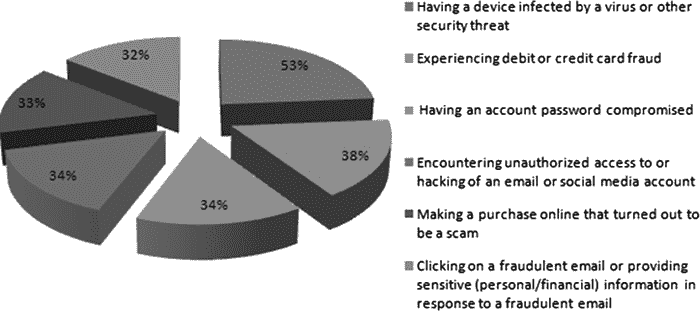 32%
53%
33%
38%
34%
34%
Having a device infected by a virus or other
security threat
Experiencing debit or credit card fraud
Having an account password compromised
Encountering unauthorized access to or
hacking of an email or social media account
Making a purchase online that turned out to
be a scam
Clicking on a fraudulent email or providing
sensitive (personal/financial) information in
response to a fraudulent email